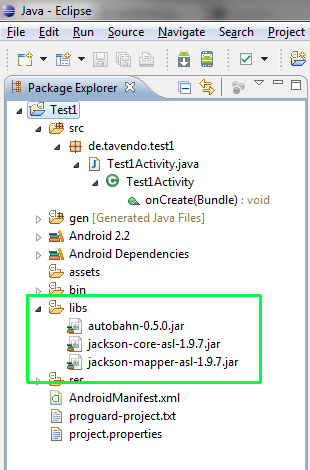 Java - Eclipse
File Edit Run Source Navigate Search Project
Package Explorer
Test1
src
de.tavendo.test1
Test1Activity.java
Test1Activity
onCreate(Bundle) : void
gen [Generated Java Files]
Android 2.2
Android Dependencies
assets
bin
libs
autobahn-0.5.0.jar
jackson-core-asl-1.9.7.jar
jackson-mapper-asl-1.9.7.jar
res
AndroidManifest.xml
proguard-project.txt
project.properties